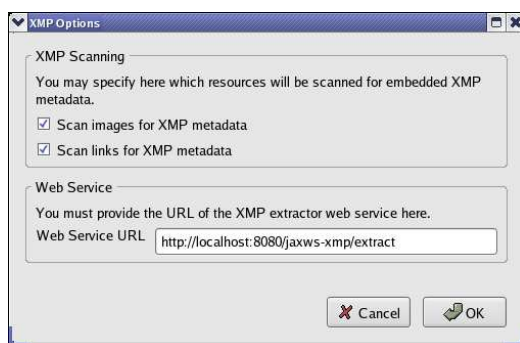 XMP Options
XMP Scanning
You may specify here which resources will be scanned for embedded XMP
metadata.
Scan images for XMP metadata
Scan links for XMP metadata
Web Service
You must provide the URL of the XMP extractor web service here.
Web Service URL http://localhost:8080/jaxws-xmp/extract
Cancel OK